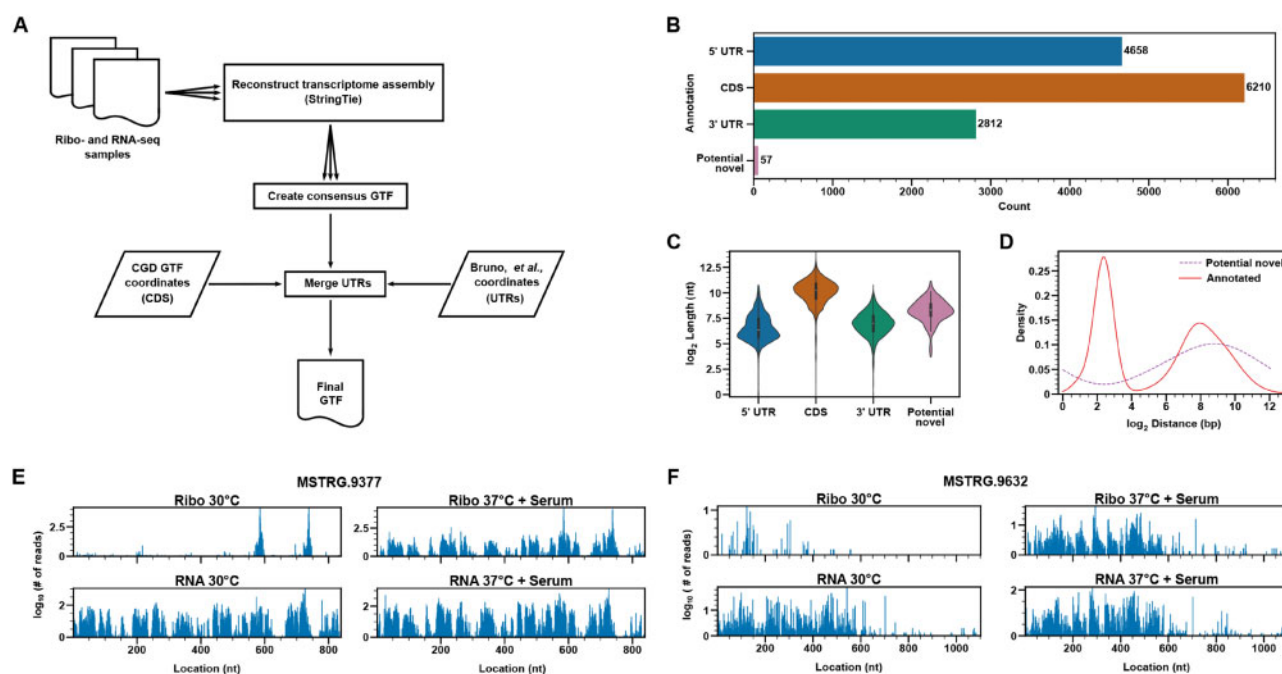 A
Ribo- and RNA-seq
samples
Reconstruct transcriptome assembly
(StringTie)
Create consensus GTF
CGD GTF
coordinates
(CDS)
Merge UTRs
Bruno, et al.,
coordinates
(UTRs)
Final
GTF
B
Annotation
5' UTR
4658
CDS
6210
3' UTR
2812
Potential
novel
57
0 1000 2000 3000 4000 5000 6000
Count
C
log2 Length (nt)
12.5
10.0
7.5
5.0
2.5
0
5' UTR CDS 3' UTR Potential
novel
D
Density
0.25
0.20
0.15
0.10
0.05
0
Potential novel
Annotated
0 2 4 6 8 10 12
log2 Distance (bp)
E
MSTRG.9377
log10 (# of reads)
Ribo 30°C
2.5
0
Ribo 37°C + Serum
2.5
0
RNA 30°C
2
0
200 400 600 800
Location (nt)
RNA 37°C + Serum
2
0
200 400 600 800
Location (nt)
F
MSTRG.9632
log10 (# of reads)
Ribo 30°C
1
0
Ribo 37°C + Serum
1
0
RNA 30°C
1
0
200 400 600 800 1000
Location (nt)
RNA 37°C + Serum
2
1
0
200 400 600 800 1000
Location (nt)